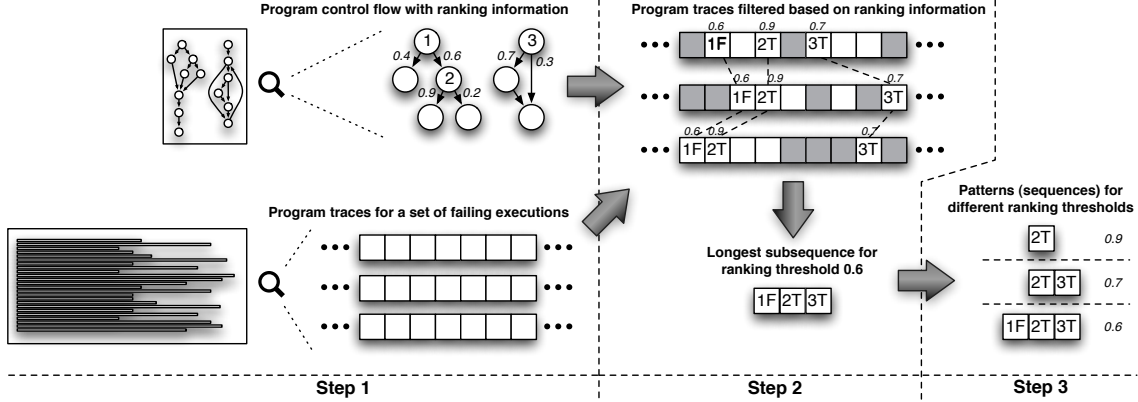 Program control flow with ranking information
0.4
1
0.6
2
0.9
0.2
3
0.7
0.3
Program traces for a set of failing executions
Step 1
Program traces filtered based on ranking information
0.6 0.9 0.7
1F 2T 3T
0.6 0.9 0.7
1F 2T 3T
0.6 0.9 0.7
1F 2T 3T
Longest subsequence for
ranking threshold 0.6
1F 2T 3T
Step 2
Patterns (sequences) for
different ranking thresholds
2T 0.9
2T 3T 0.7
1F 2T 3T 0.6
Step 3